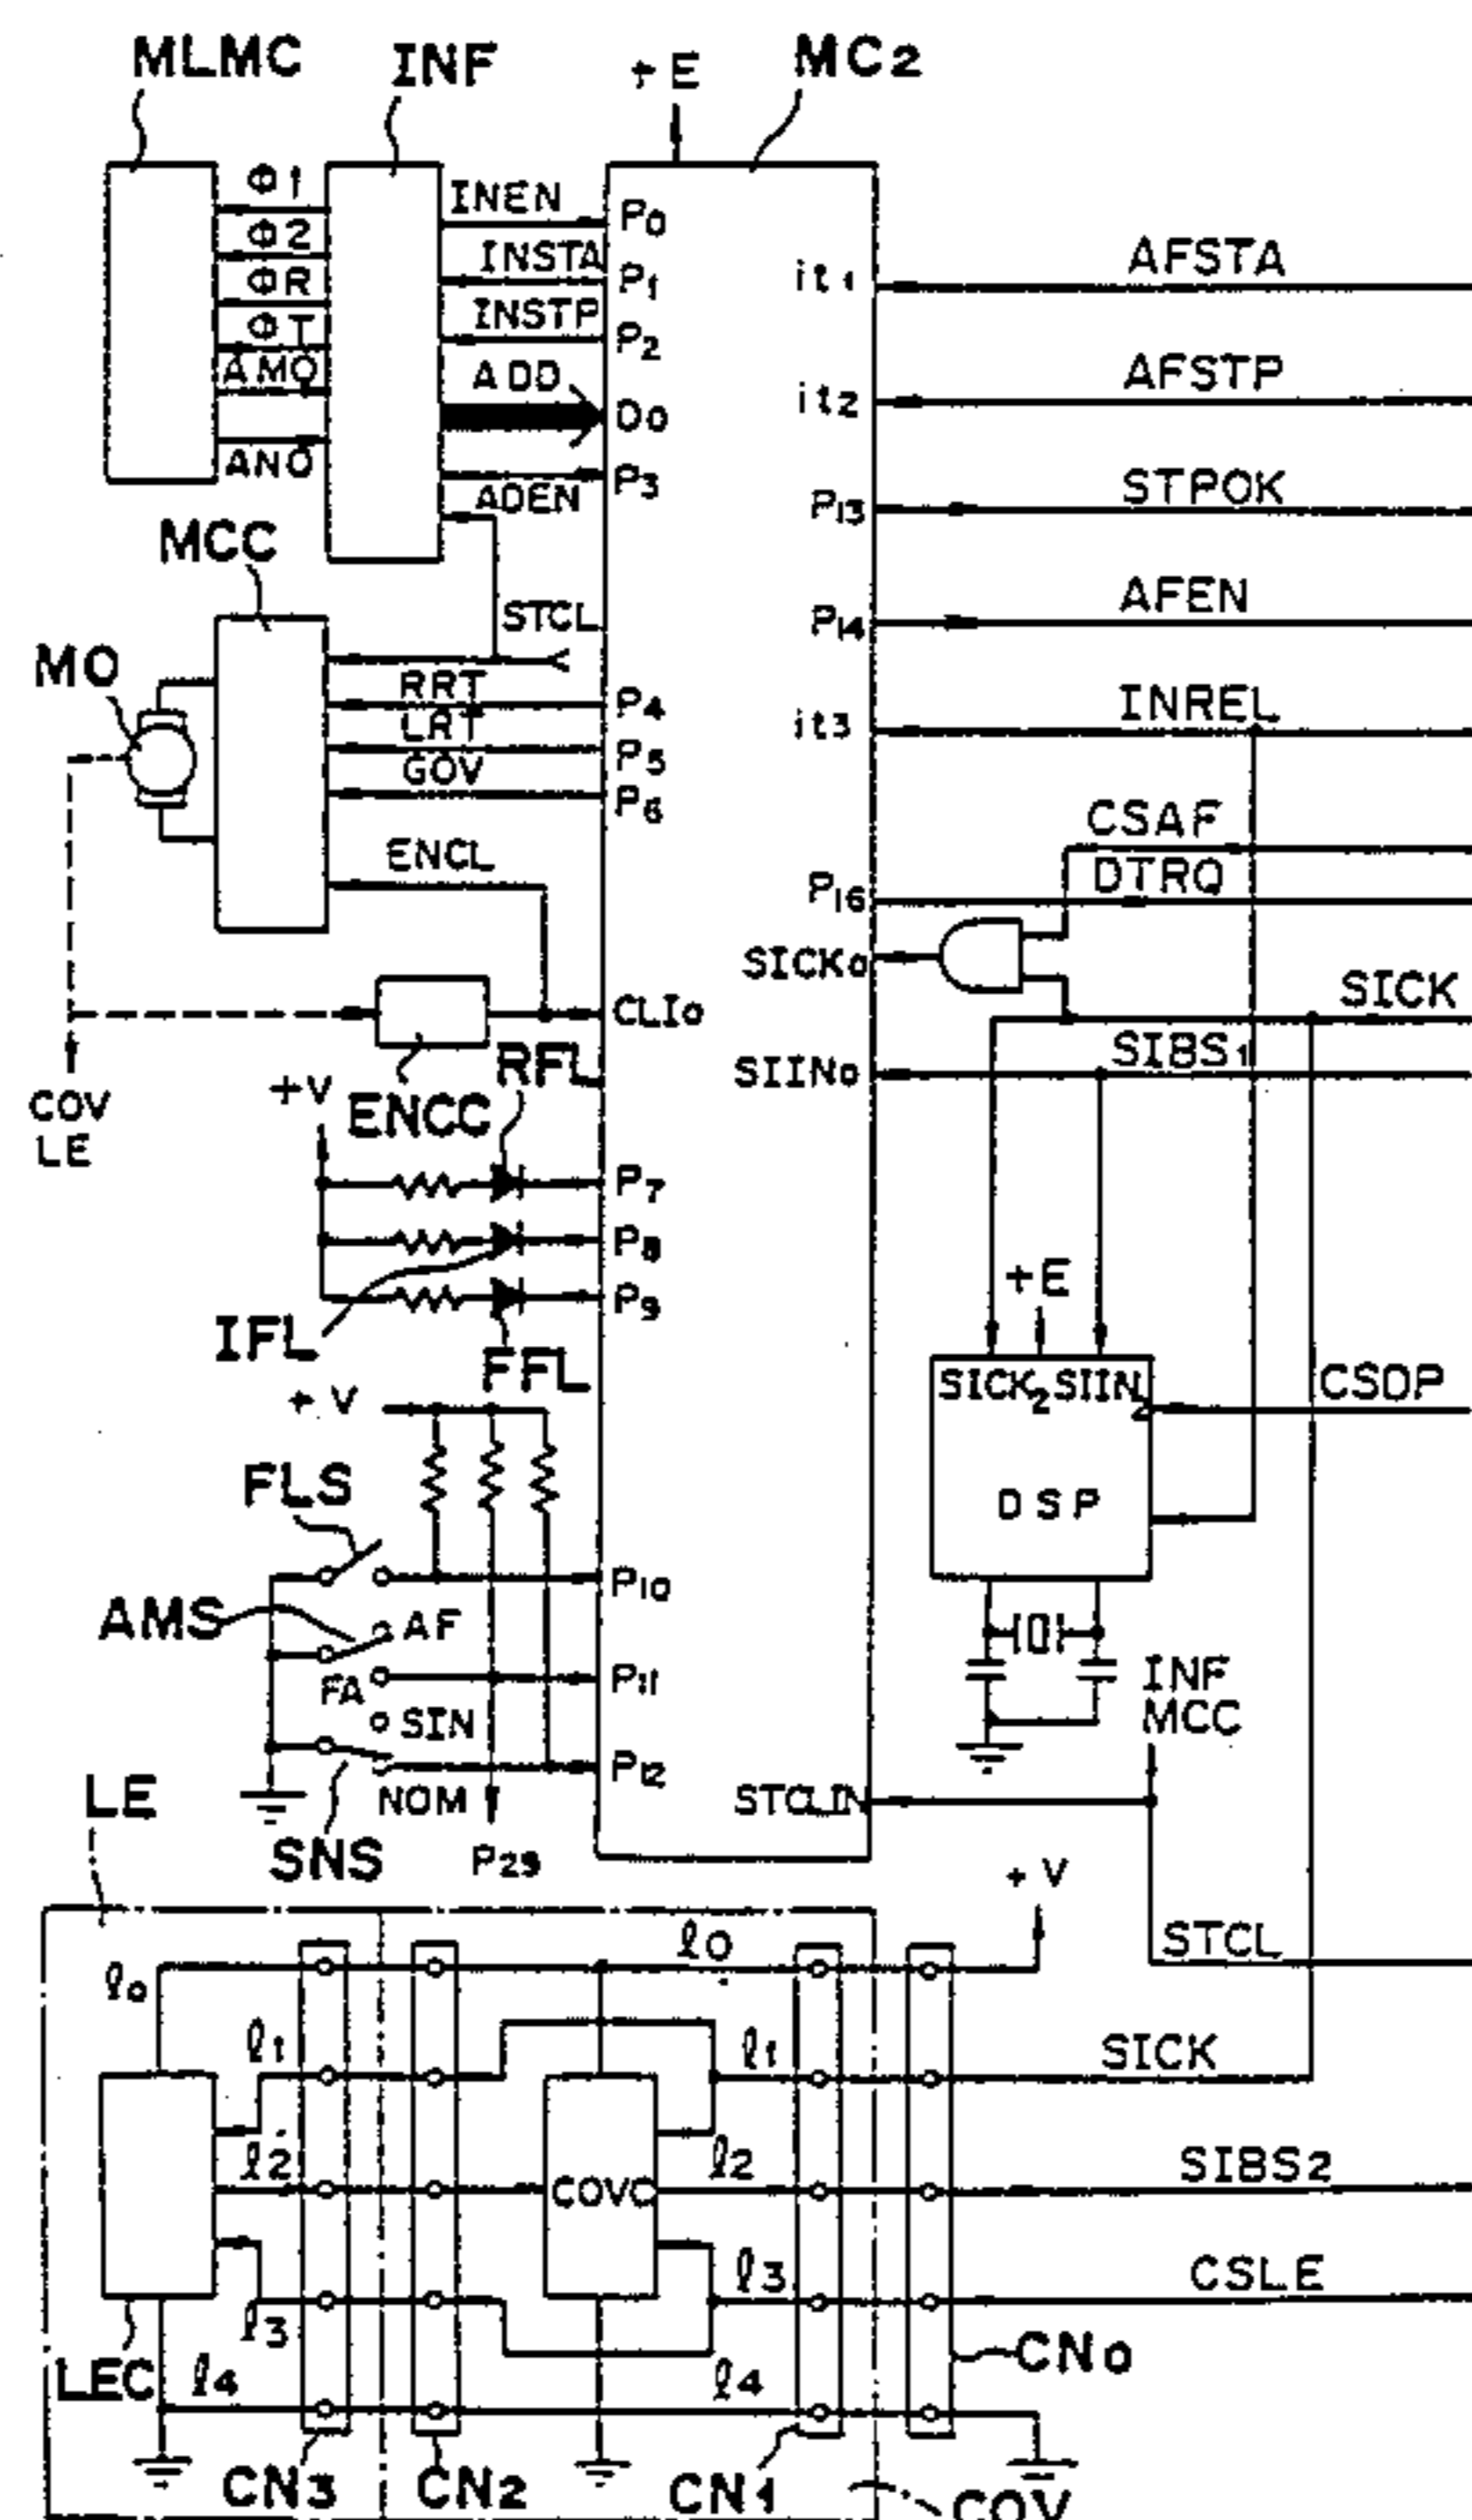 MLMC
INF
+E
MC2
Φ1
Φ2
ΦR
ΦT
AMQ
ANO
INEN
INSTA
INSTP
ADD
ADEN
P0
P1
P2
D0
P3
it1
AFSTA
it2
AFSTP
P13
STPOK
P14
AFEN
it3
INREL
MCC
MO
STCL
RRT
LRT
GOV
ENCL
P4
P5
P6
CSAF
DTRQ
P16
SICK0
SICK
SIBS1
SIIN0
CLI0
COV
LE
+V
ENCC
RFL
P7
P8
P9
IFL
FFL
+E
SICK2 SIIN2
CSOP
DSP
+V
FLS
P10
AMS
AF
FA
P11
SIN
P12
NOM
SNS
P29
INF
MCC
STCLIN
LE
+V
STCL
l0
l0
l1
l1
SICK
l2
l2
COVC
SIBS2
l3
l3
CSLE
LEC
l4
l4
CN0
CN3
CN2
CN1
COV